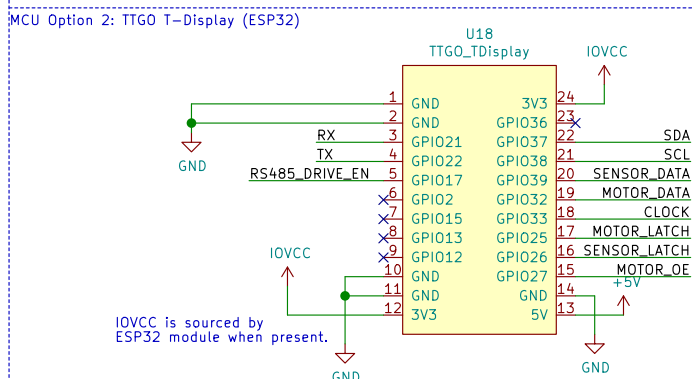 MCU Option 2: TTGO T-Display (ESP32)
U18
TTGO_TDisplay
IOVCC
1 GND 3V3 24
2 GND GPIO36 23
RX 3 GPIO21 GPIO37 22 SDA
TX 4 GPIO22 GPIO38 21 SCL
RS485_DRIVE_EN 5 GPIO17 GPIO39 20 SENSOR_DATA
6 GPIO2 GPIO32 19 MOTOR_DATA
7 GPIO15 GPIO33 18 CLOCK
8 GPIO13 GPIO25 17 MOTOR_LATCH
9 GPIO12 GPIO26 16 SENSOR_LATCH
10 GND GPIO27 15 MOTOR_OE
11 GND GND 14
12 3V3 5V 13
GND
IOVCC
+5V
IOVCC is sourced by
ESP32 module when present.
GND
GND